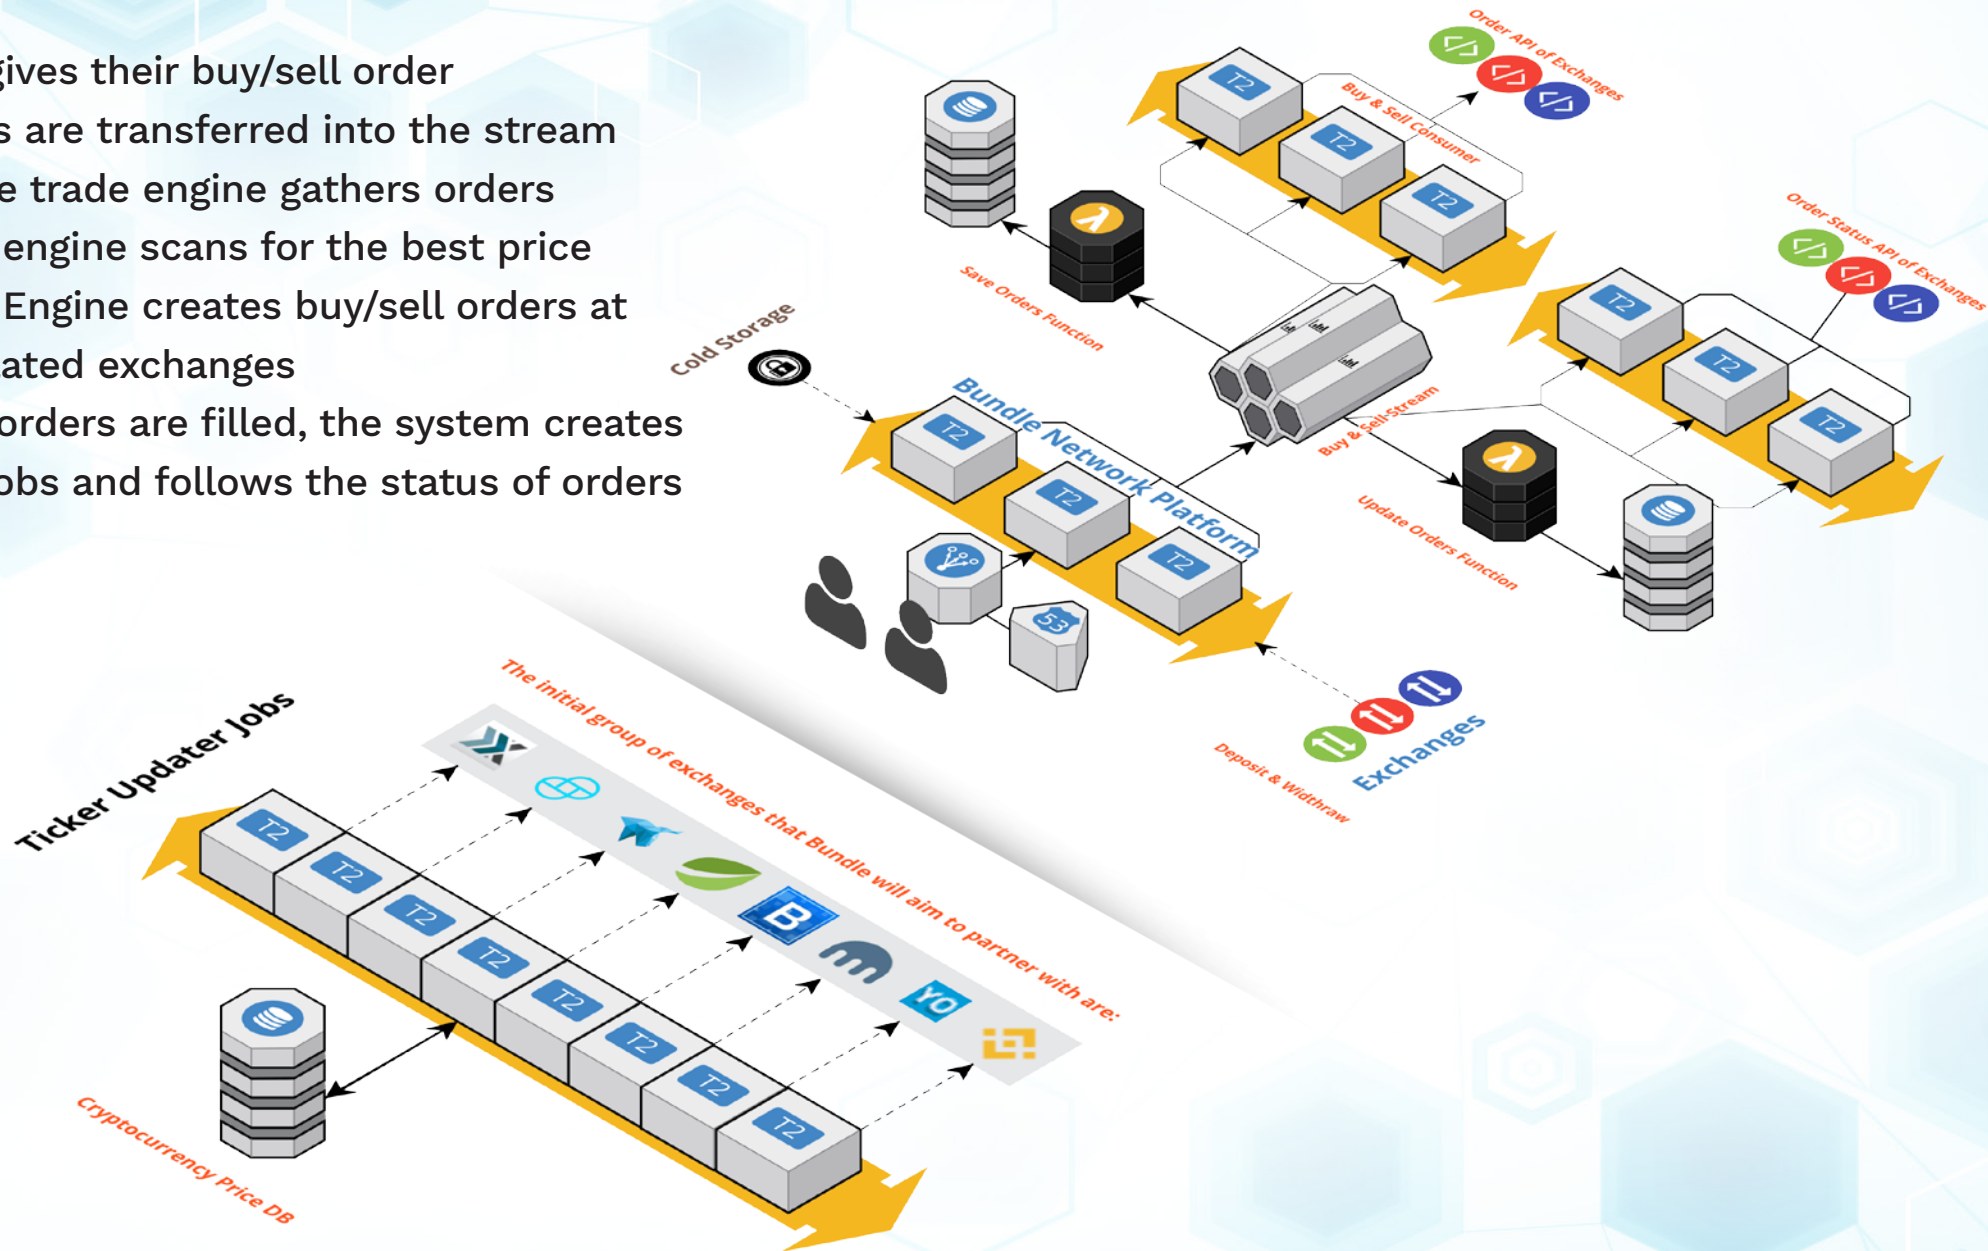 gives their buy/sell order
s are transferred into the stream
e trade engine gathers orders
engine scans for the best price
Engine creates buy/sell orders at
ated exchanges
orders are filled, the system creates
obs and follows the status of orders
Order API of Exchanges
T2
Buy & Sell Consumer
T2
T2
Order Status API of Exchanges
T2
T2
T2
Save Orders Function
Cold Storage
Bundle Network Platform
T2
T2
T2
Buy & Sell-Stream
Update Orders Function
53
Exchanges
Deposit & Widthraw
Ticker Updater Jobs
The initial group of exchanges that Bundle will aim to partner with are:
T2
T2
T2
T2
T2
T2
T2
T2
B
YO
Cryptocurrency Price DB